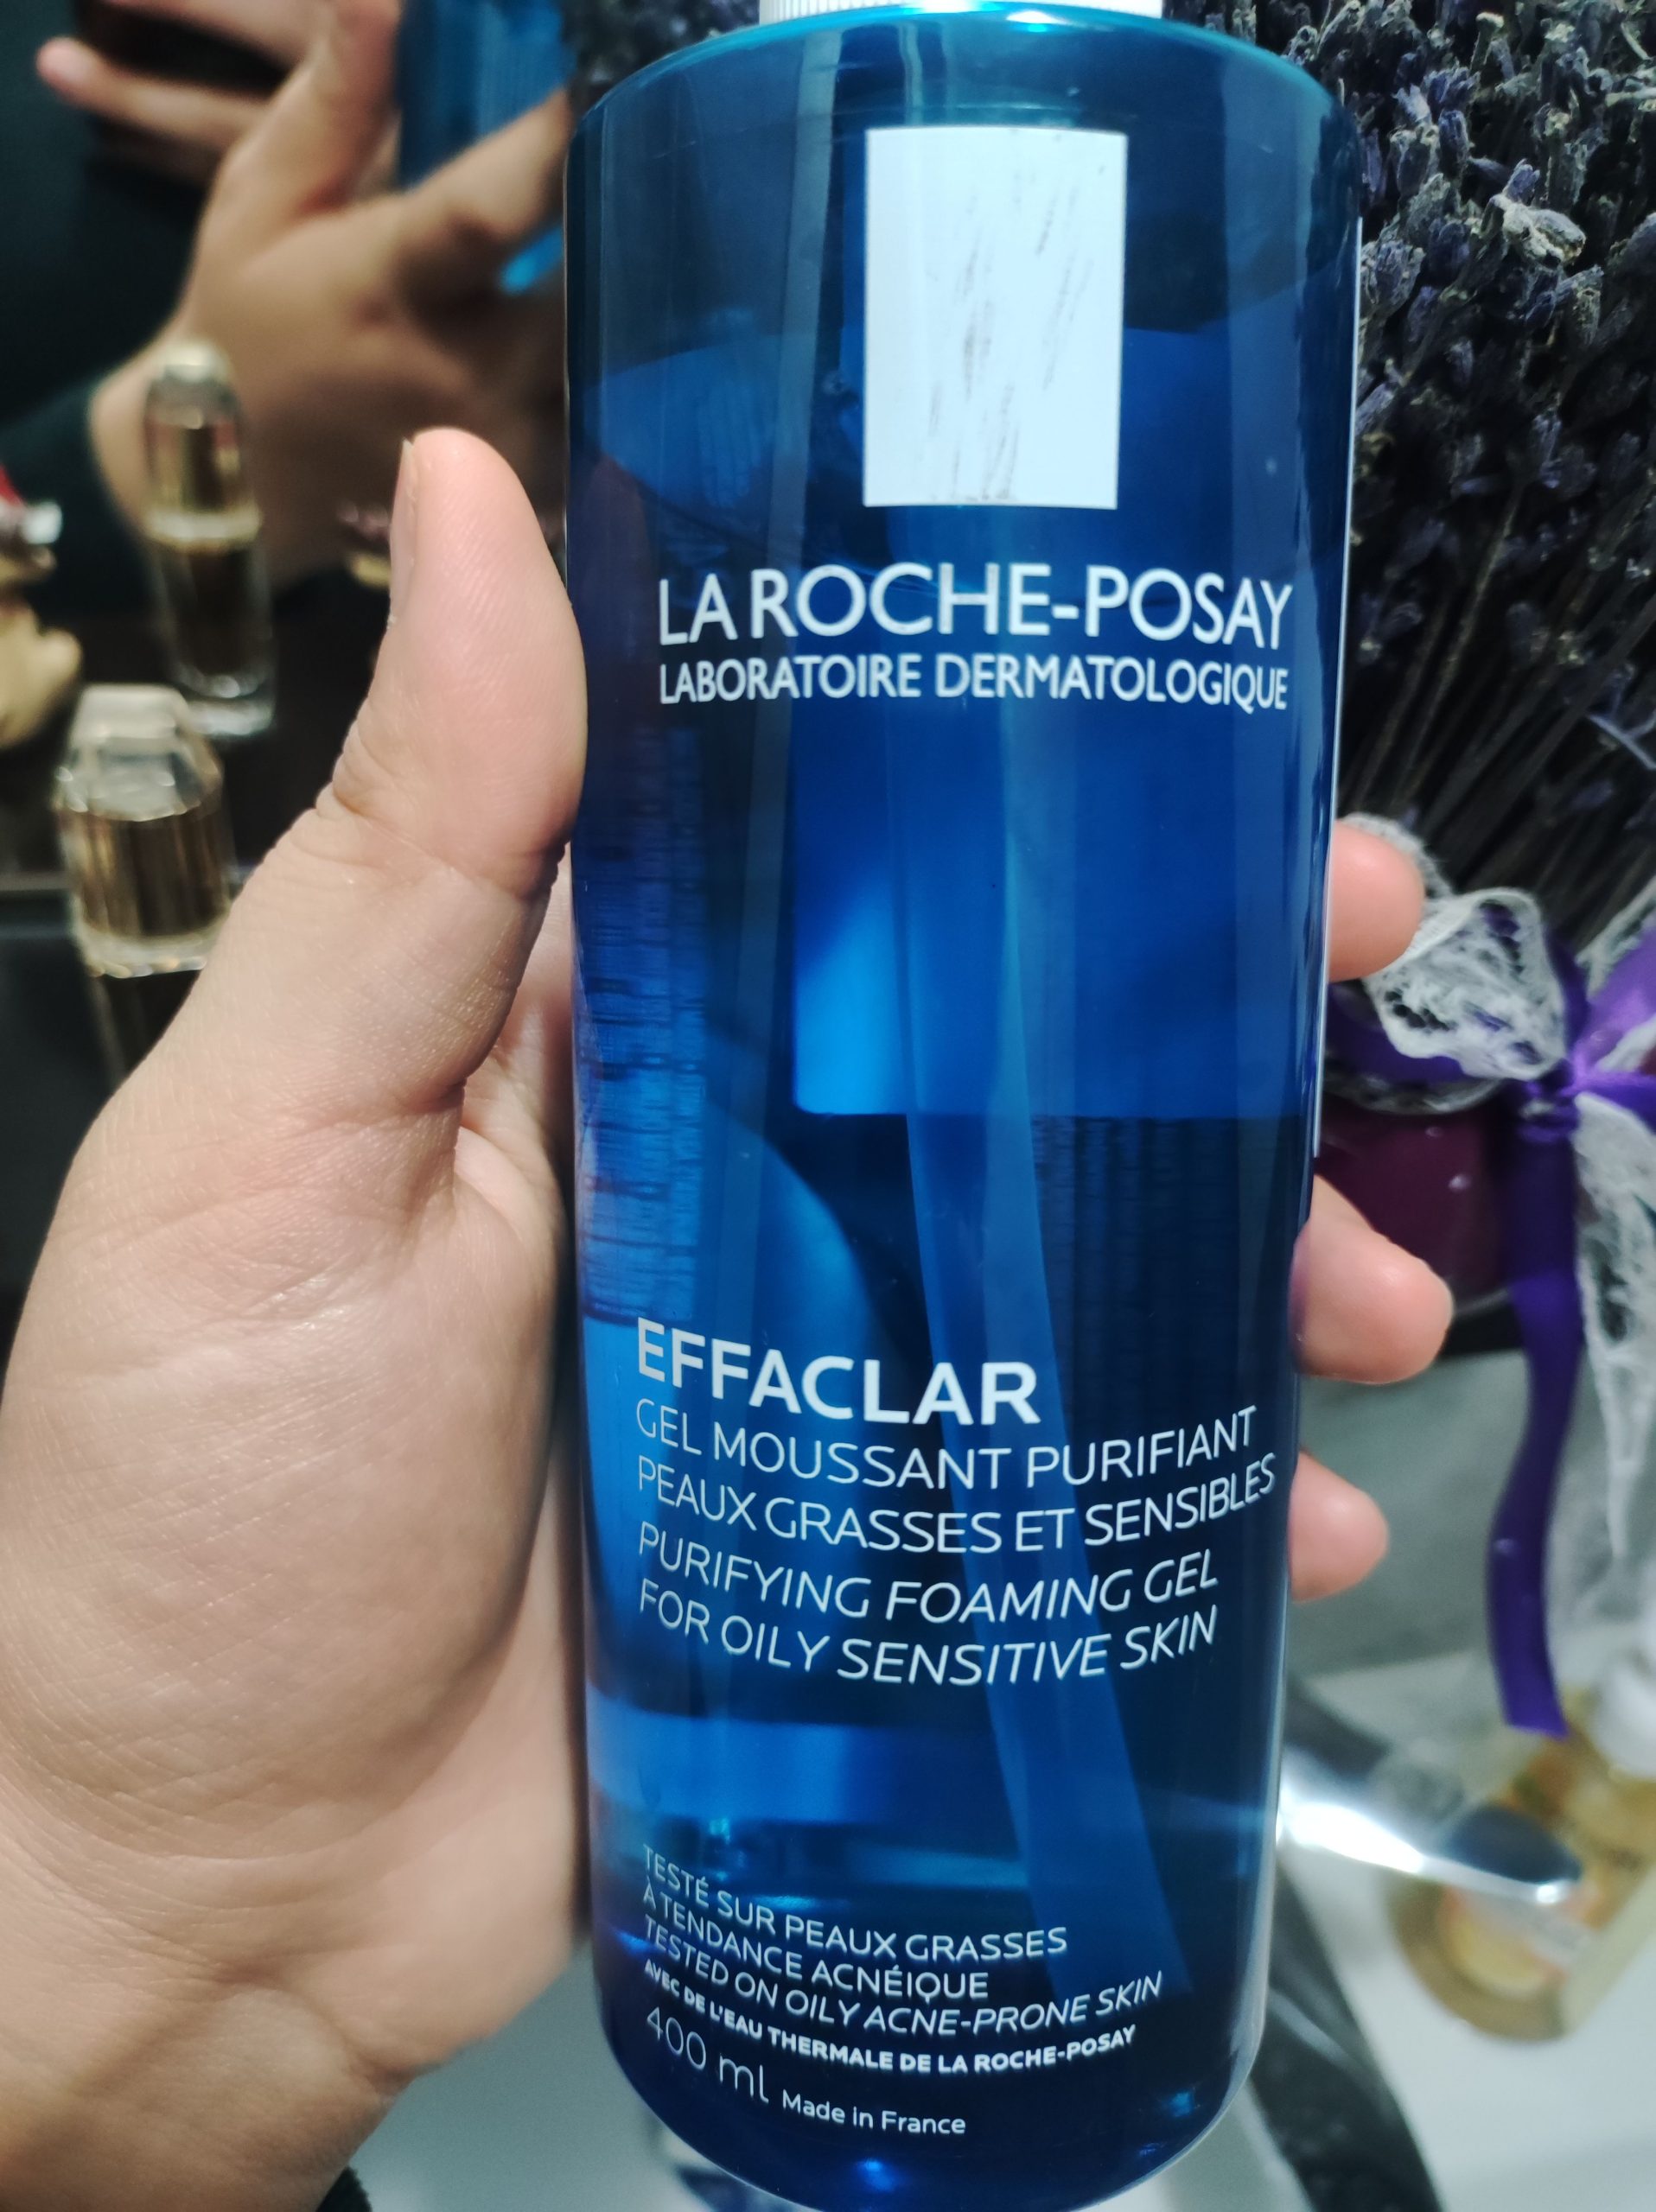 LA ROCHE-POSAY
LABORATOIRE DERMATOLOGIQUE
EFFACLAR
GEL MOUSSANT PURIFIANT
PEAUX GRASSES ET SENSIBLES
PURIFYING FOAMING GEL
FOR OILY SENSITIVE SKIN
TESTÉ SUR PEAUX GRASSES
À TENDANCE ACNÉIQUE
TESTED ON OILY ACNE-PRONE SKIN
AVEC DE L'EAU THERMALE DE LA ROCHE-POSAY
400 ml Made in France